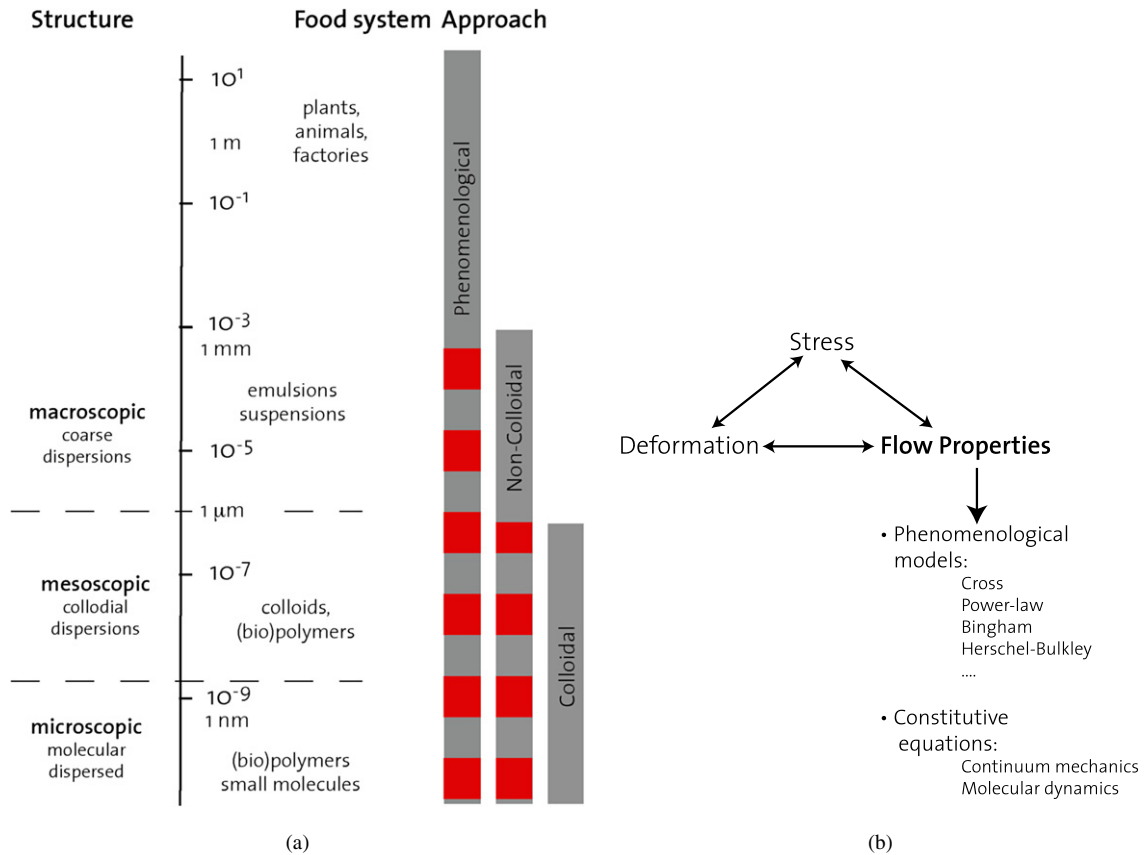 Structure
Food system
Approach
10¹
plants,
animals,
factories
1 m
10⁻¹
Phenomenological
10⁻³
1 mm
emulsions
suspensions
macroscopic
coarse
dispersions
10⁻⁵
Non-Colloidal
1 µm
10⁻⁷
mesoscopic
collodial
dispersions
colloids,
(bio)polymers
Colloidal
10⁻⁹
1 nm
microscopic
molecular
dispersed
(bio)polymers
small molecules
(a)
Stress
Deformation
Flow Properties
• Phenomenological
models:
Cross
Power-law
Bingham
Herschel-Bulkley
....
• Constitutive
equations:
Continuum mechanics
Molecular dynamics
(b)